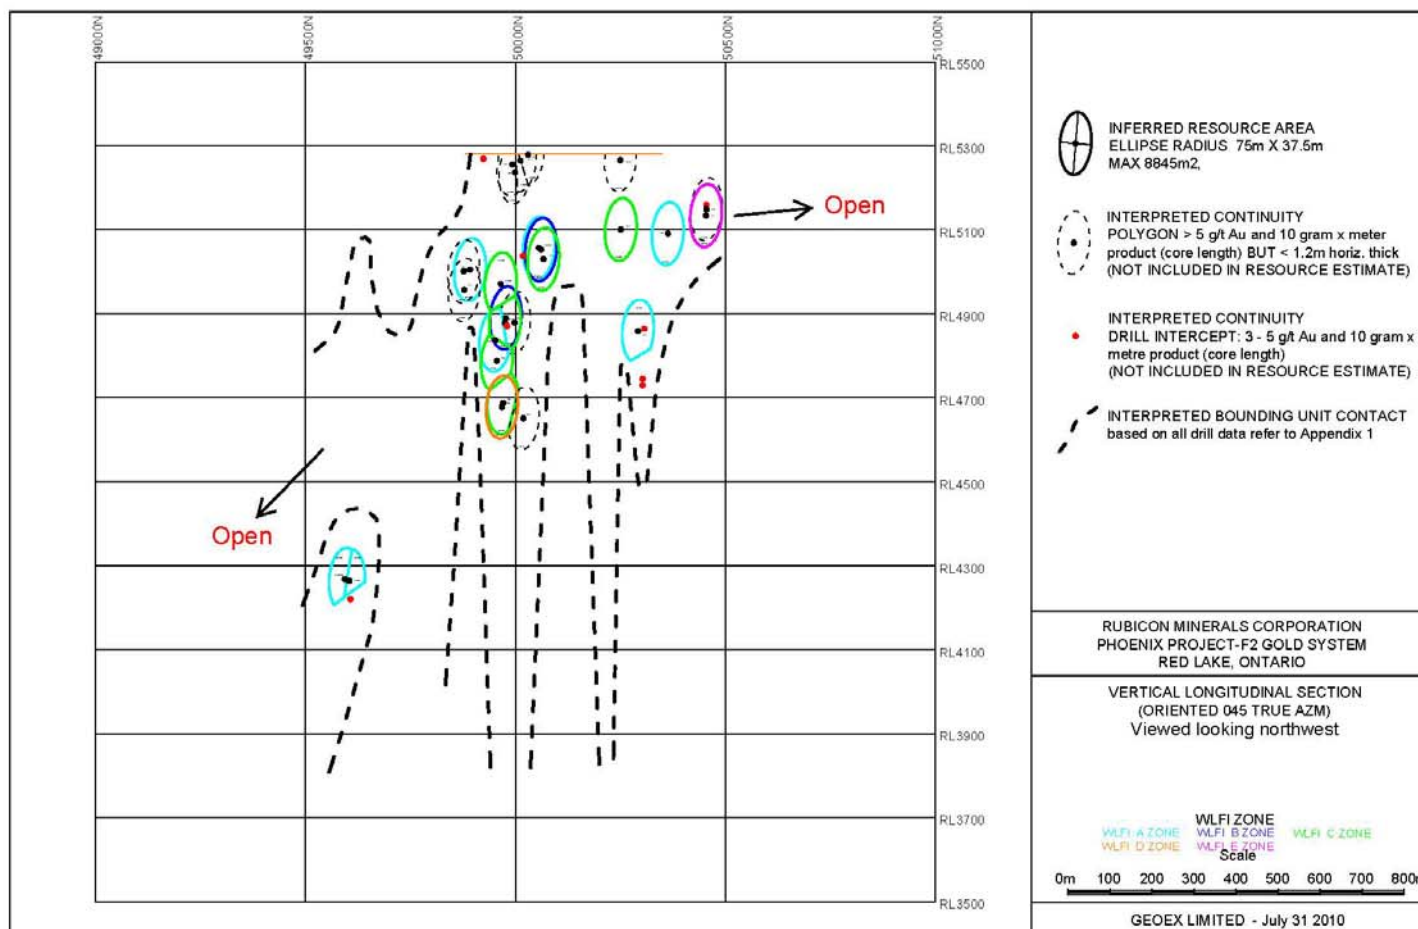 49000N
49500N
50000N
50500N
51000N
RL5500
RL5300
RL5100
RL4900
RL4700
RL4500
RL4300
RL4100
RL3900
RL3700
RL3500
Open
Open
INFERRED RESOURCE AREA
ELLIPSE RADIUS 75m X 37.5m
MAX 8845m2,
INTERPRETED CONTINUITY
POLYGON > 5 g/t Au and 10 gram x meter
product (core length) BUT < 1.2m horiz. thick
(NOT INCLUDED IN RESOURCE ESTIMATE)
INTERPRETED CONTINUITY
DRILL INTERCEPT: 3 - 5 g/t Au and 10 gram x
metre product (core length)
(NOT INCLUDED IN RESOURCE ESTIMATE)
INTERPRETED BOUNDING UNIT CONTACT
based on all drill data refer to Appendix 1
RUBICON MINERALS CORPORATION
PHOENIX PROJECT-F2 GOLD SYSTEM
RED LAKE, ONTARIO
VERTICAL LONGITUDINAL SECTION
(ORIENTED 045 TRUE AZM)
Viewed looking northwest
WLFI ZONE
WLFI A ZONE WLFI B ZONE WLFI C ZONE
WLFI D ZONE WLFI E ZONE
Scale
0m 100 200 300 400 500 600 700 800m
GEOEX LIMITED - July 31 2010